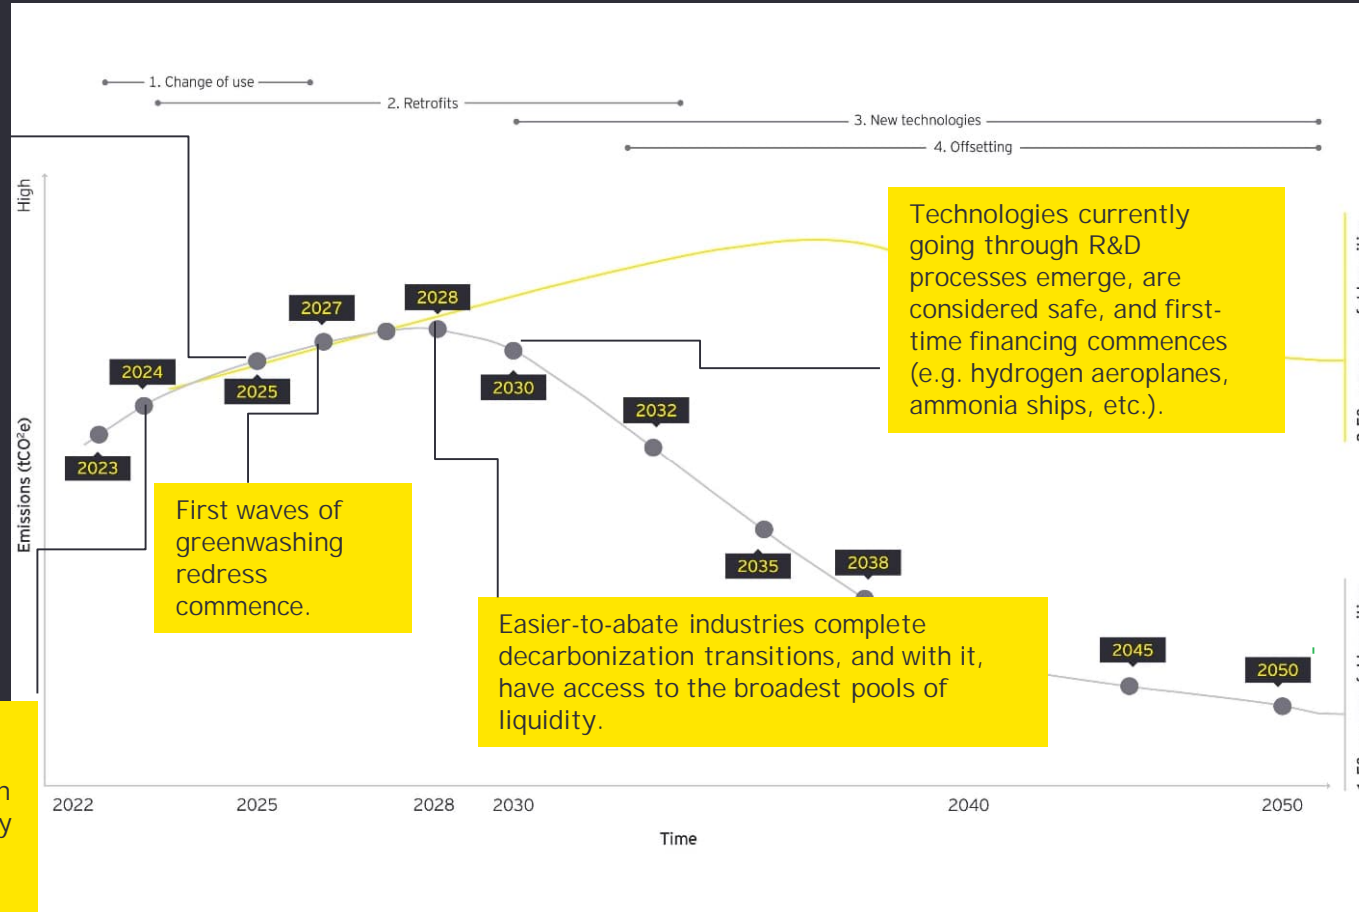 1. Change of use
2. Retrofits
3. New technologies
4. Offsetting
High
Emissions (tCO²e)
Technologies currently
going through R&D
processes emerge, are
considered safe, and first-
time financing commences
(e.g. hydrogen aeroplanes,
ammonia ships, etc.).
2023
2024
2025
2027
2028
2030
2032
2035
2038
2045
2050
First waves of
greenwashing
redress
commence.
Easier-to-abate industries complete
decarbonization transitions, and with it,
have access to the broadest pools of
liquidity.
2022
2025
2028
2030
2040
2050
Time